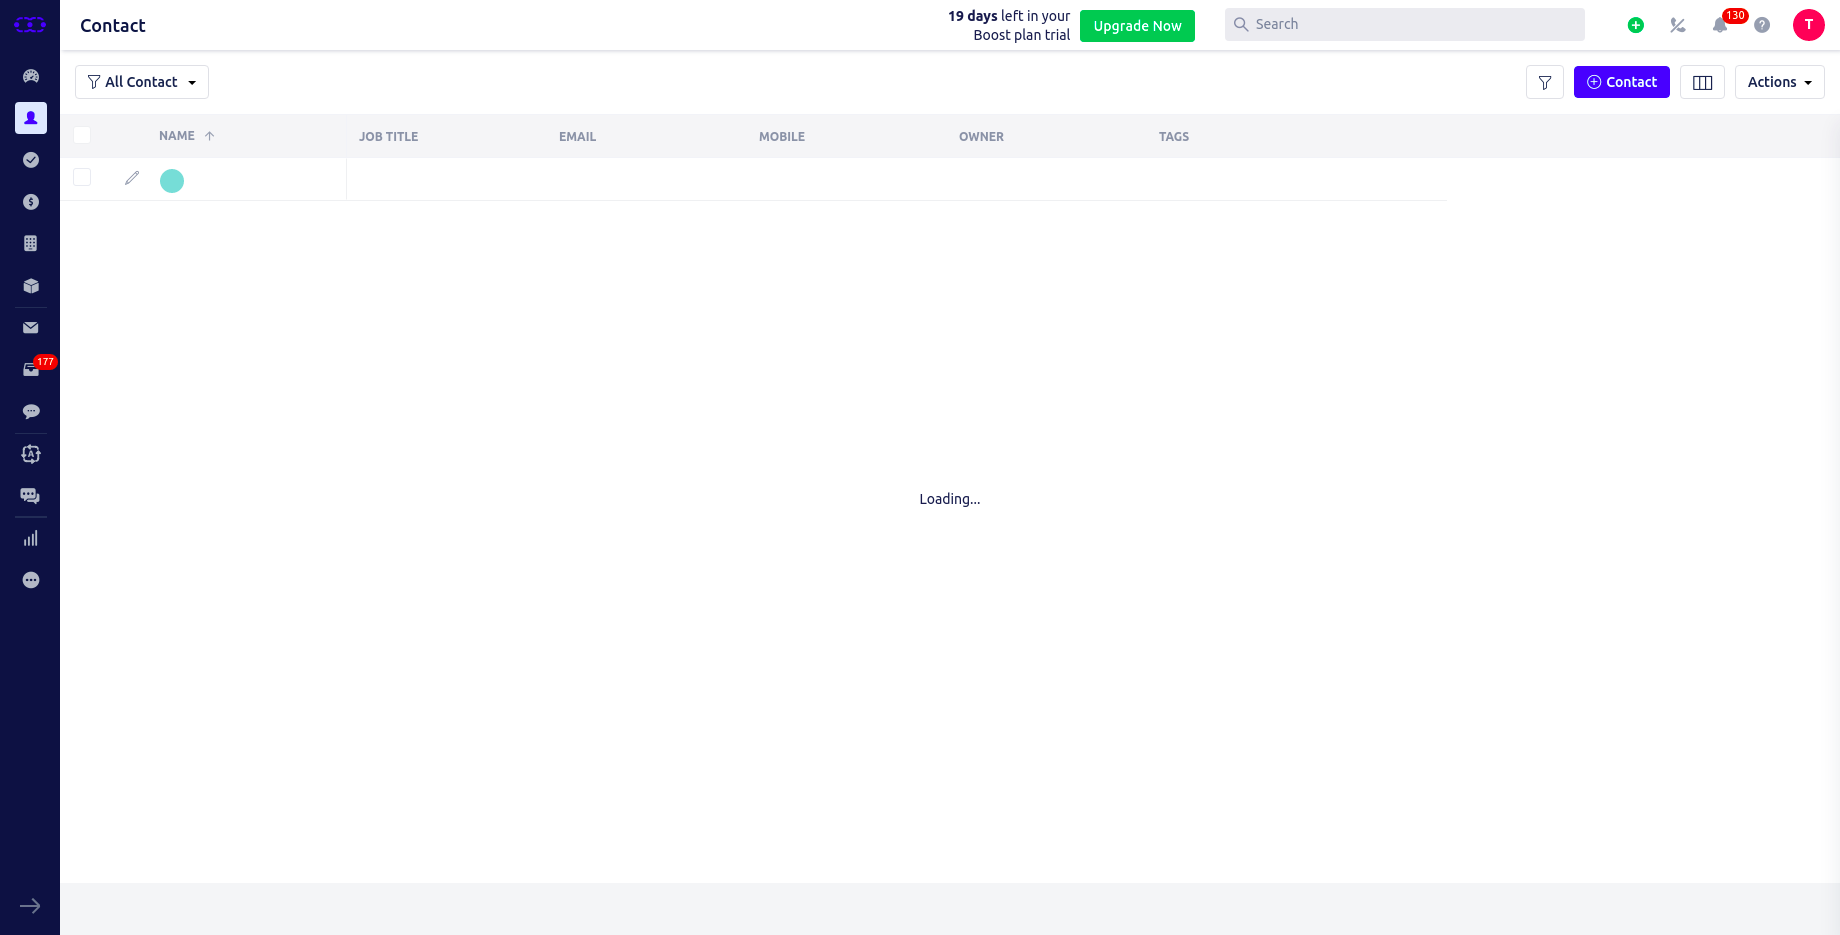 Contact
19 days left in your
Boost plan trial
Upgrade Now
Search
130
T
All Contact
Contact
Actions
NAME
JOB TITLE
EMAIL
MOBILE
OWNER
TAGS
177
Loading...